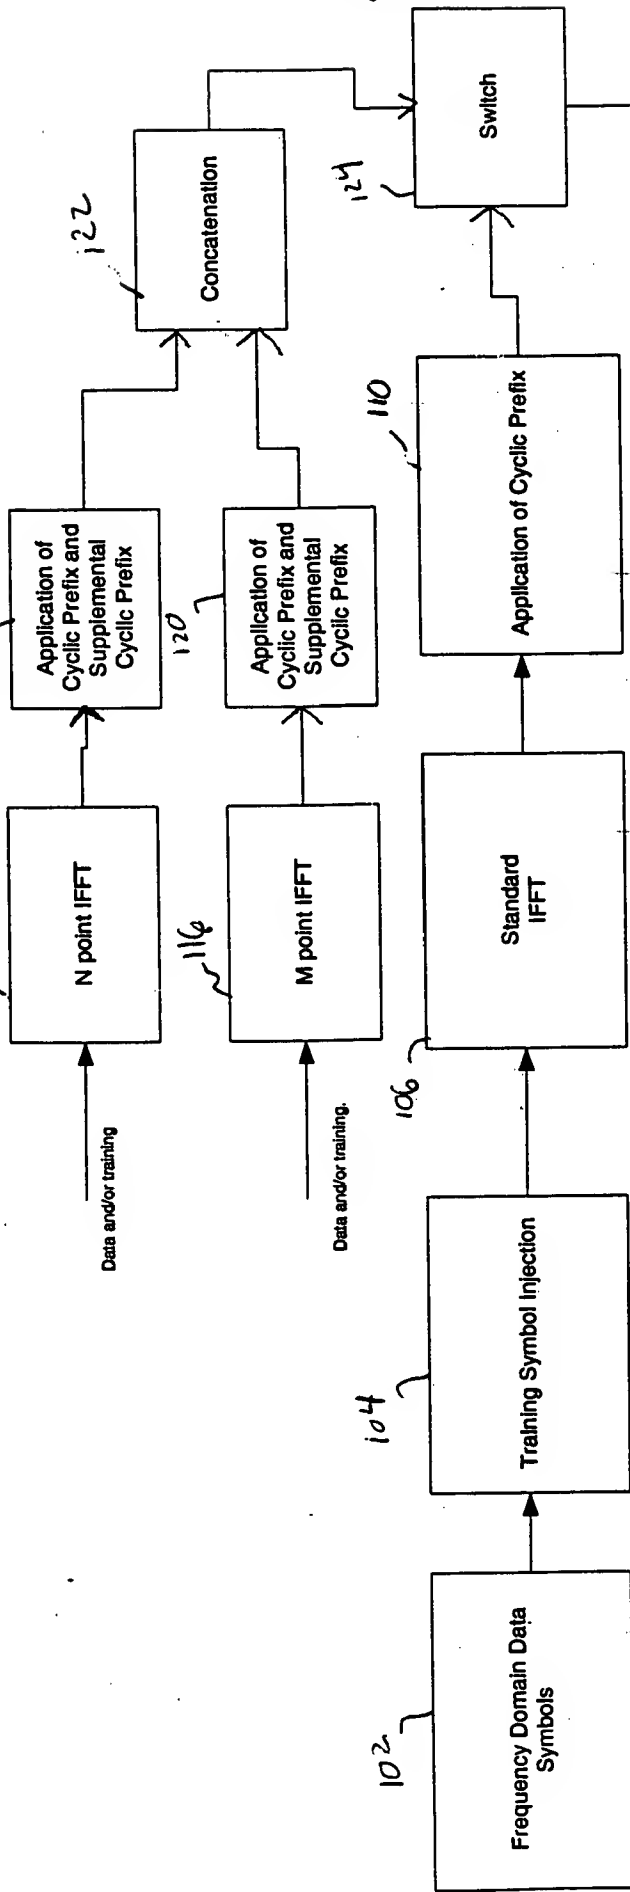 N point IFFT
Application of
Cyclic Prefix and
Supplemental
Cyclic Prefix
122
Concatenation
Data and/or training
116
M point IFFT
120
Application of
Cyclic Prefix and
Supplemental
Cyclic Prefix
Data and/or training.
124
Switch
102
Frequency Domain Data
Symbols
104
Training Symbol Injection
106
Standard
IFFT
110
Application of Cyclic Prefix